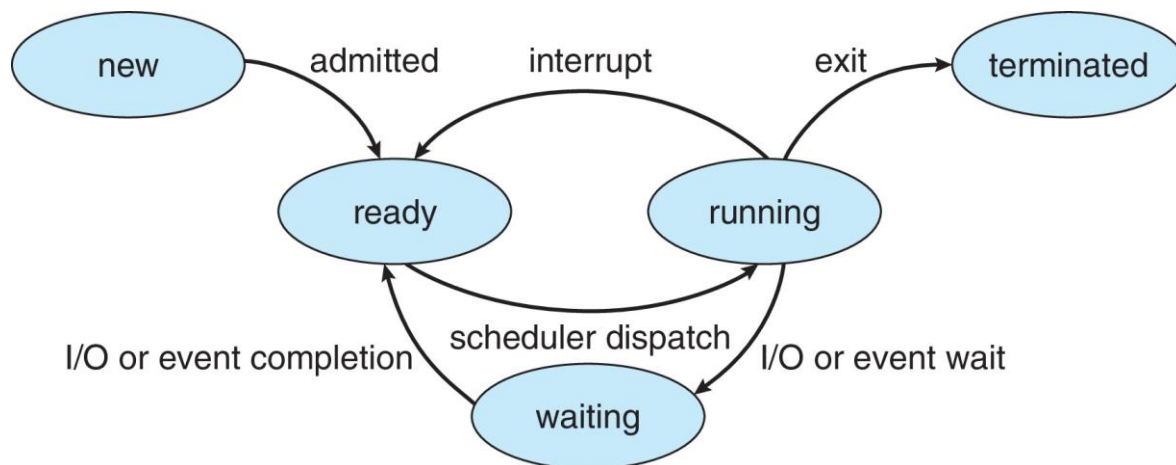 new
admitted
interrupt
exit
terminated
ready
running
I/O or event completion
scheduler dispatch
I/O or event wait
waiting